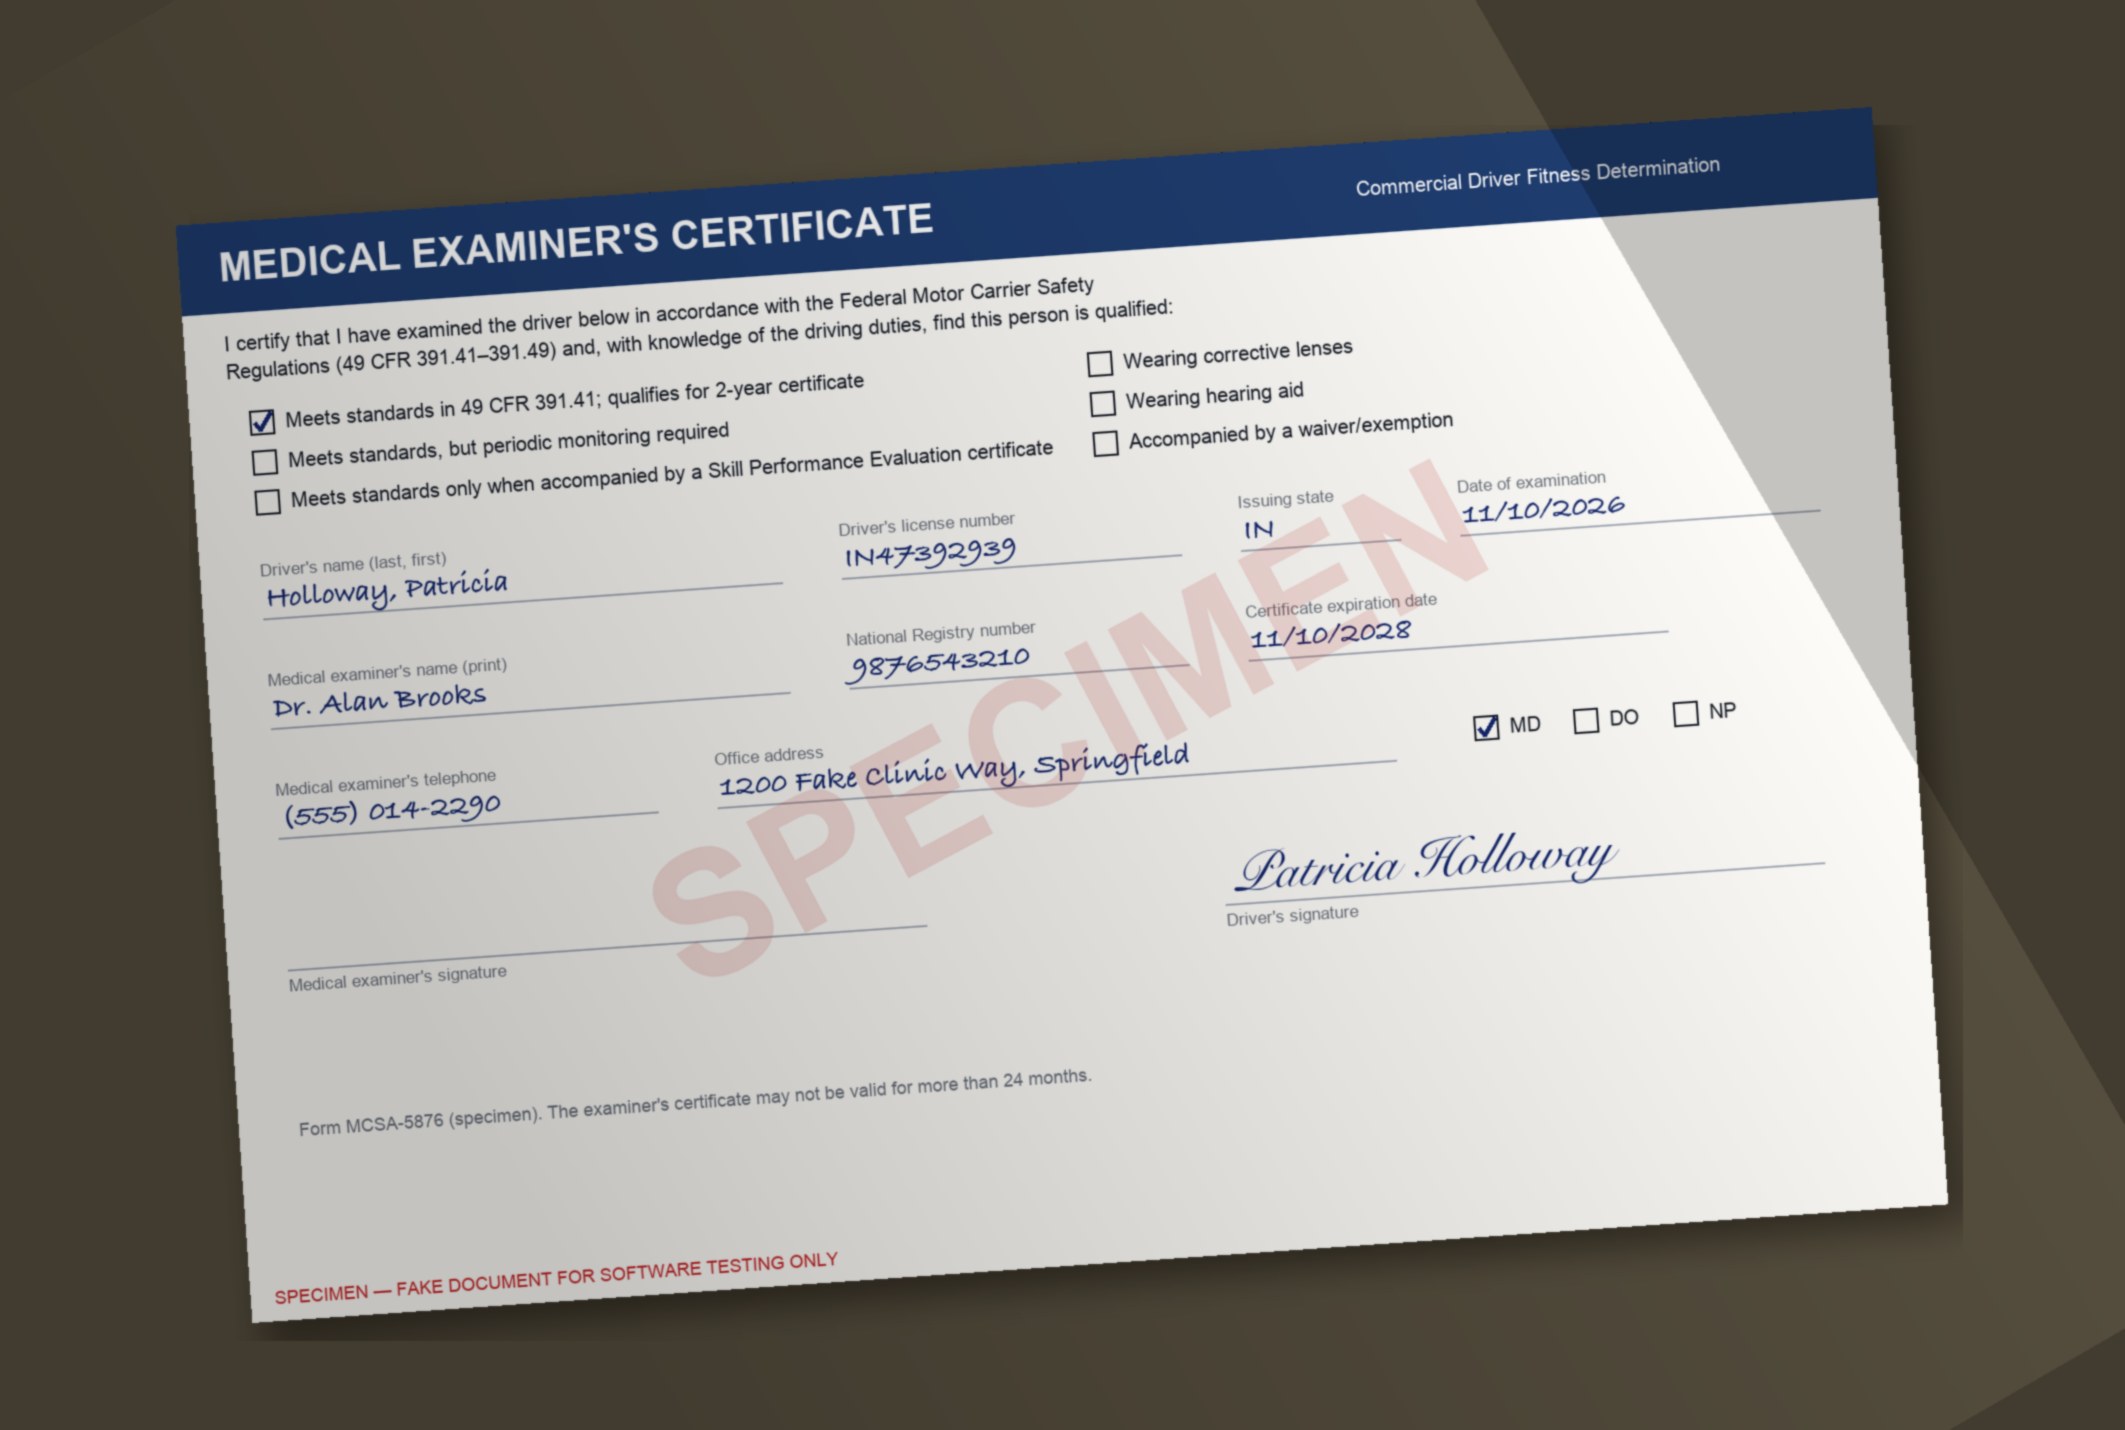 MEDICAL EXAMINER'S CERTIFICATE
Commercial Driver Fitness Determination
I certify that I have examined the driver below in accordance with the Federal Motor Carrier Safety
Regulations (49 CFR 391.41–391.49) and, with knowledge of the driving duties, find this person is qualified:
Meets standards in 49 CFR 391.41; qualifies for 2-year certificate
Meets standards, but periodic monitoring required
Meets standards only when accompanied by a Skill Performance Evaluation certificate
Wearing corrective lenses
Wearing hearing aid
Accompanied by a waiver/exemption
Driver's name (last, first)
Holloway, Patricia
Driver's license number
IN47392939
Issuing state
IN
Date of examination
11/10/2026
Medical examiner's name (print)
Dr. Alan Brooks
National Registry number
9876543210
Certificate expiration date
11/10/2028
Medical examiner's telephone
(555) 014-2290
Office address
1200 Fake Clinic Way, Springfield
MD DO NP
Patricia Holloway
Driver's signature
Medical examiner's signature
SPECIMEN
Form MCSA-5876 (specimen). The examiner's certificate may not be valid for more than 24 months.
SPECIMEN — FAKE DOCUMENT FOR SOFTWARE TESTING ONLY